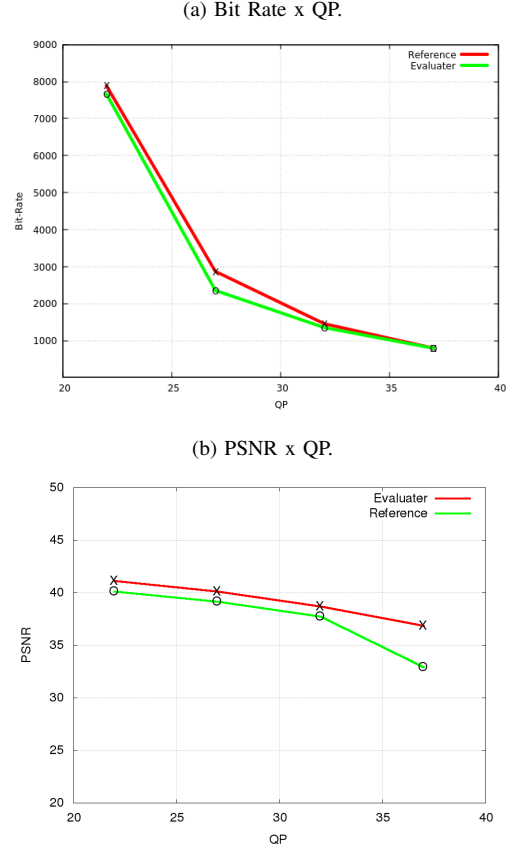 (a) Bit Rate x QP.
9000
Reference
Evaluater
8000
7000
6000
5000
Bit-Rate
4000
3000
2000
1000
20 25 30 35 40
QP
(b) PSNR x QP.
50
Evaluater
Reference
45
40
35
PSNR
30
25
20
20 25 30 35 40
QP